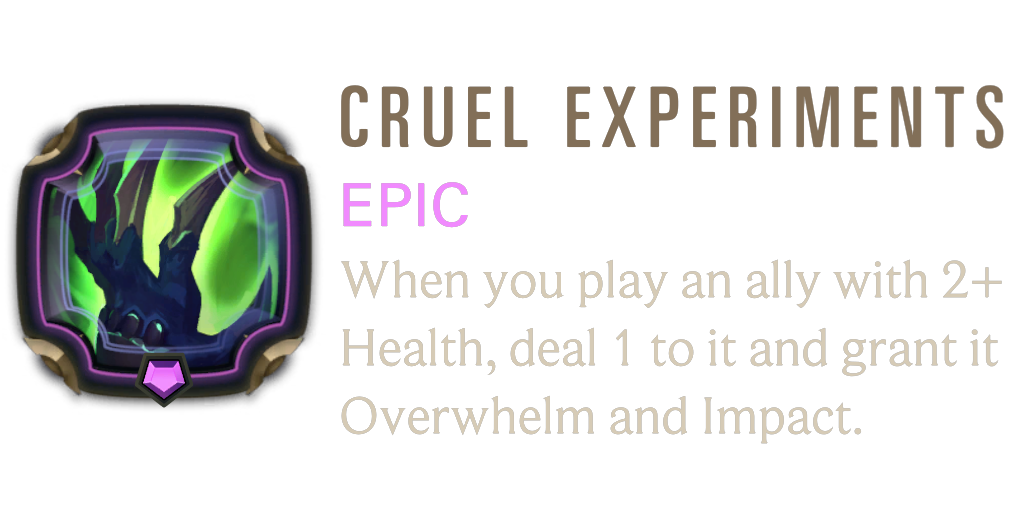 CRUEL EXPERIMENTS
EPIC
When you play an ally with 2+
Health, deal 1 to it and grant it
Overwhelm and Impact.